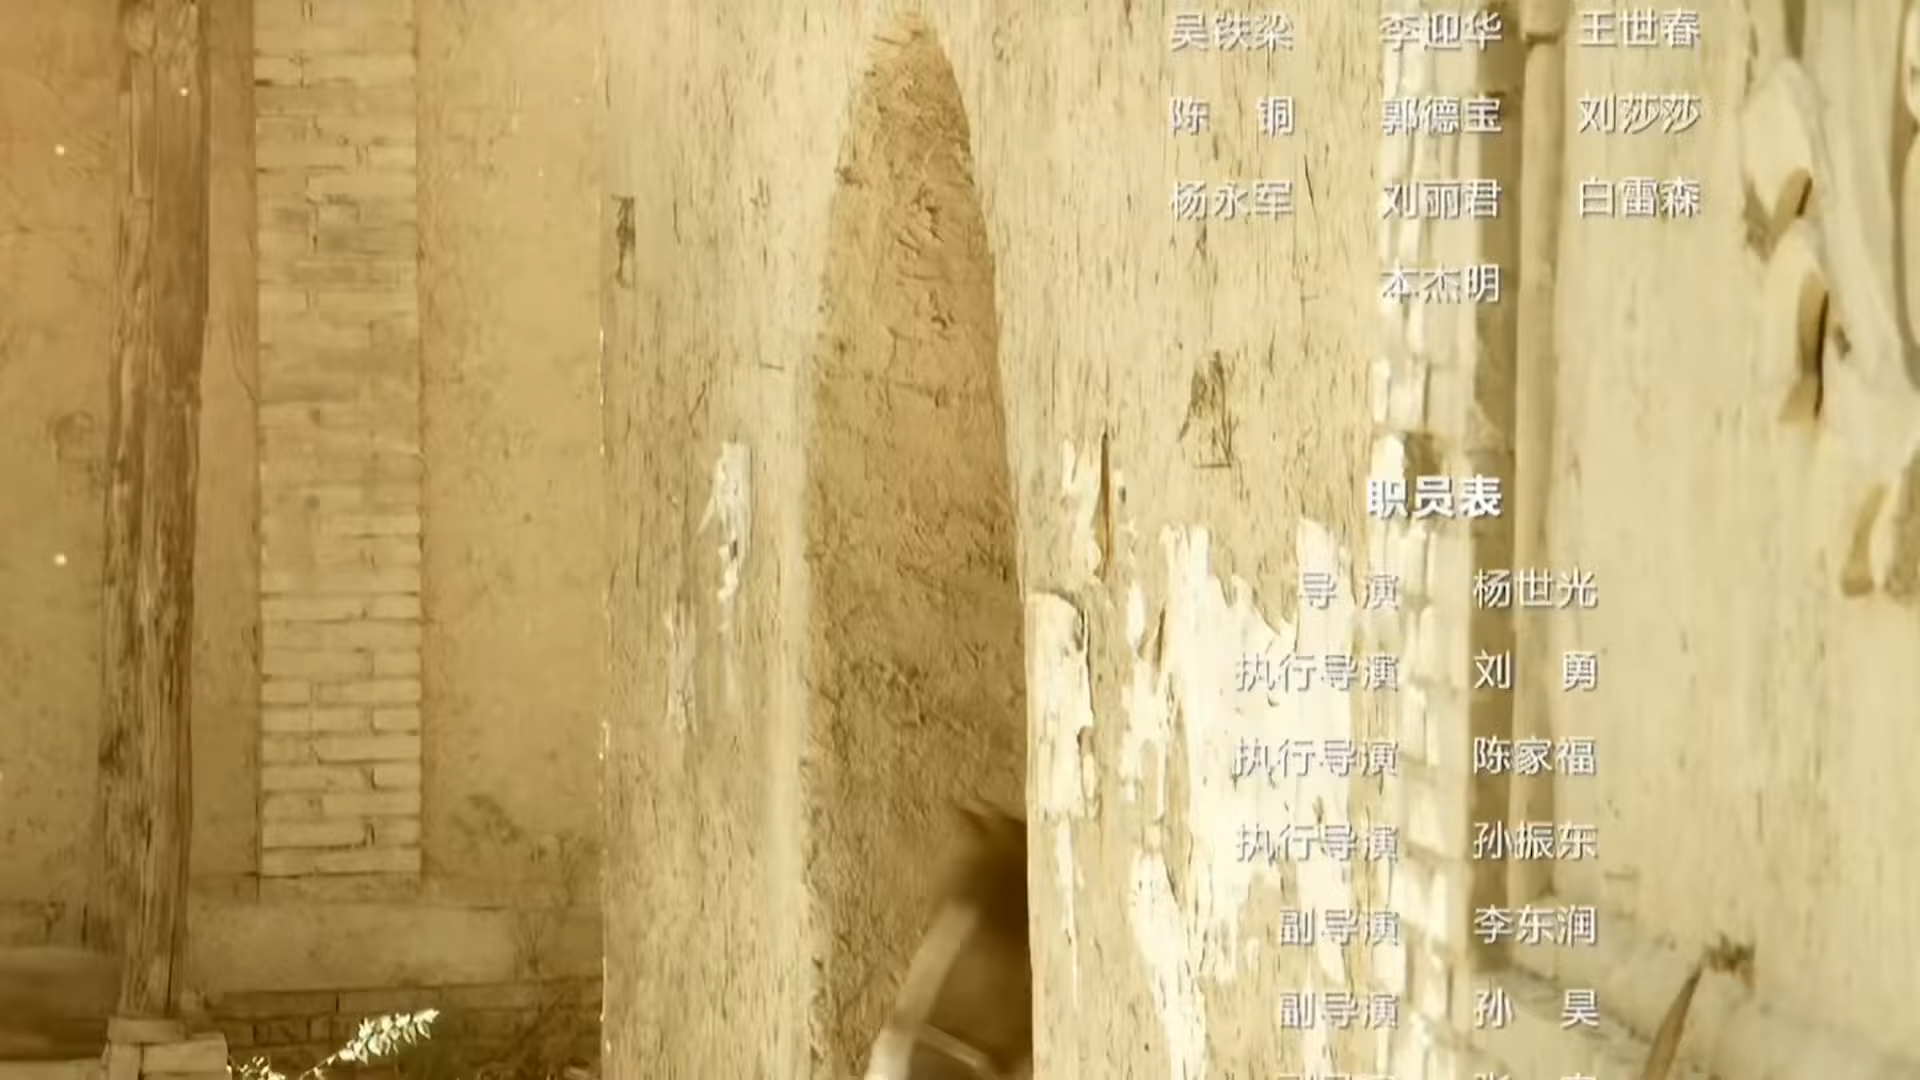 吴铁梁 李迎华 王世春
陈 铜 郭德宝 刘莎莎
杨永军 刘丽君 白雷森
本杰明
职员表
导 演 杨世光
执行导演 刘 勇
执行导演 陈家福
执行导演 孙振东
副导演 李东润
副导演 孙 昊